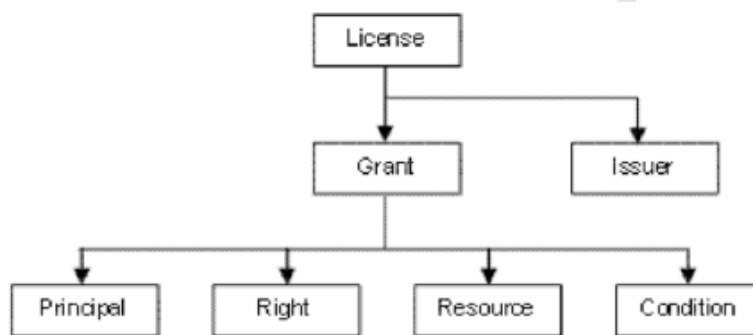 License
Grant
Issuer
Principal
Right
Resource
Condition